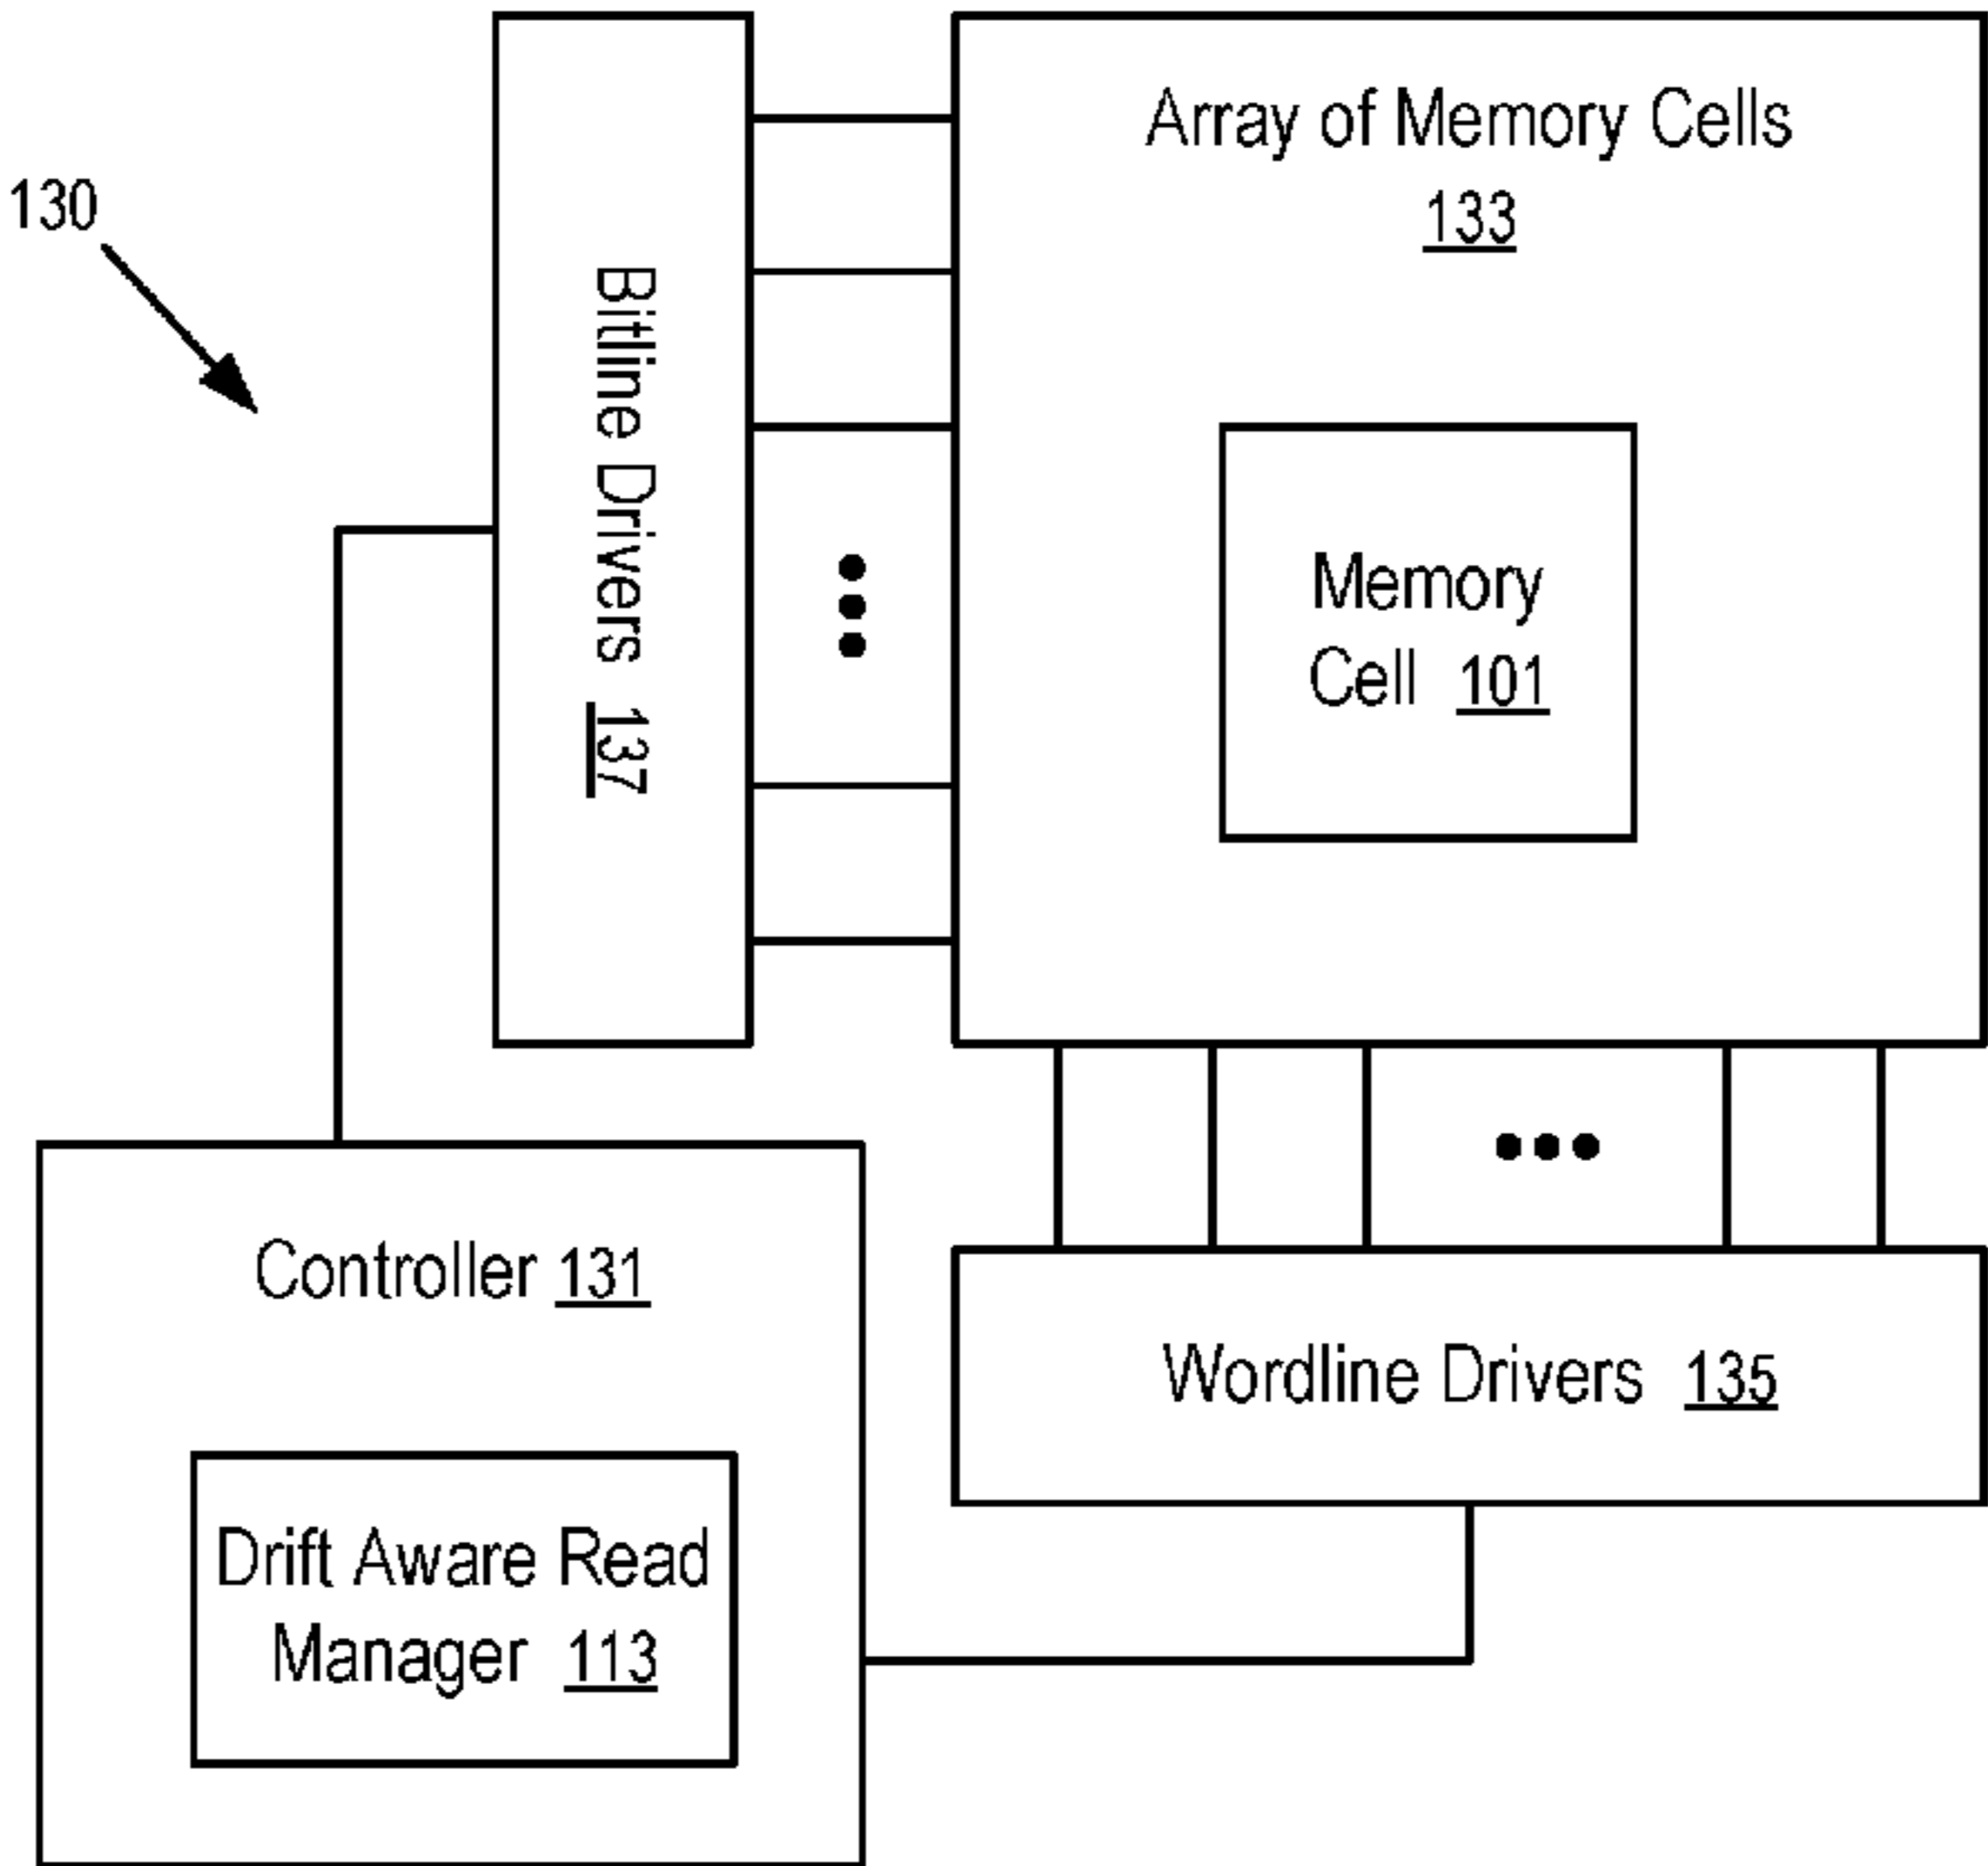 130
Bitline Drivers 137
Array of Memory Cells
133
Memory
Cell 101
Controller 131
Drift Aware Read
Manager 113
Wordline Drivers 135